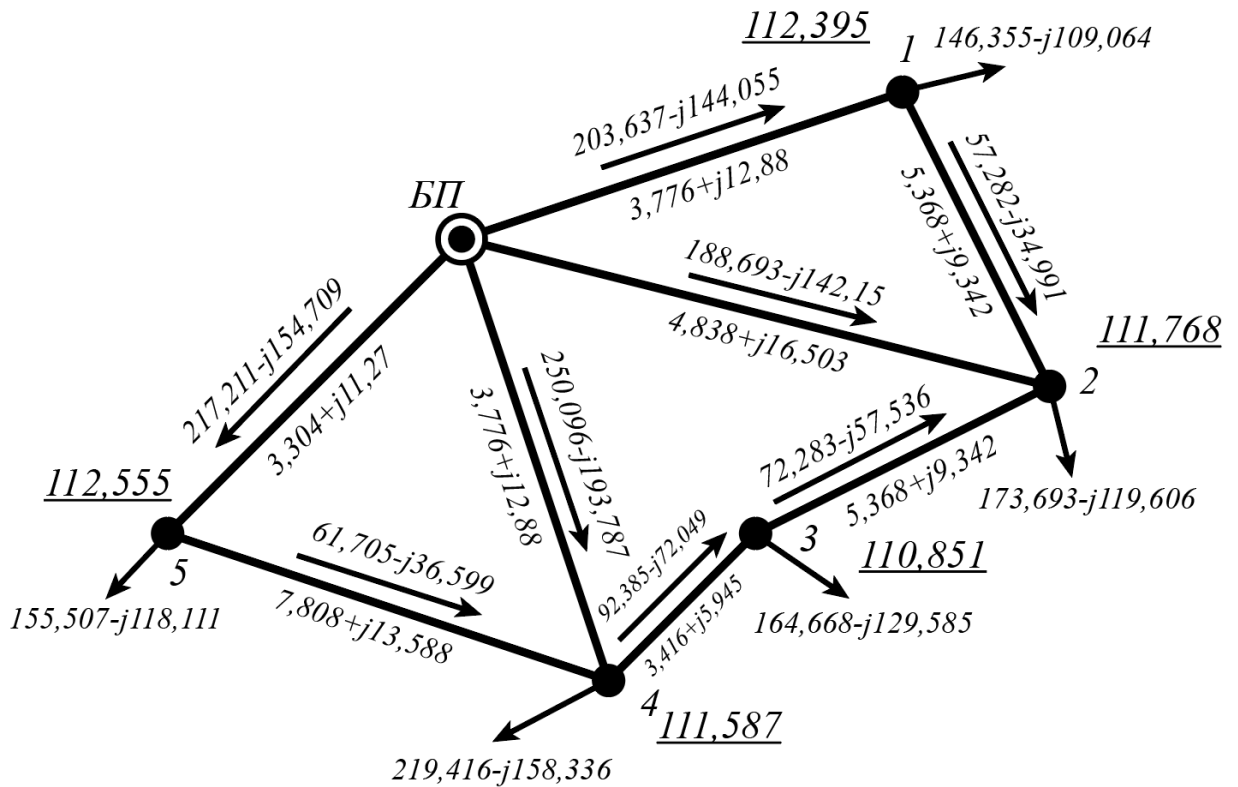 112,395
1
146,355-j109,064
203,637-j144,055
3,776+j12,88
57,282-j34,991
5,368+j9,342
БП
188,693-j142,15
4,838+j16,503
217,211-j154,709
3,304+j11,27
250,096-j193,787
3,776+j12,88
111,768
2
72,283-j57,536
5,368+j9,342
173,693-j119,606
112,555
5
61,705-j36,599
7,808+j13,588
92,385-j72,049
3,416+j5,945
3
110,851
155,507-j118,111
164,668-j129,585
4
111,587
219,416-j158,336